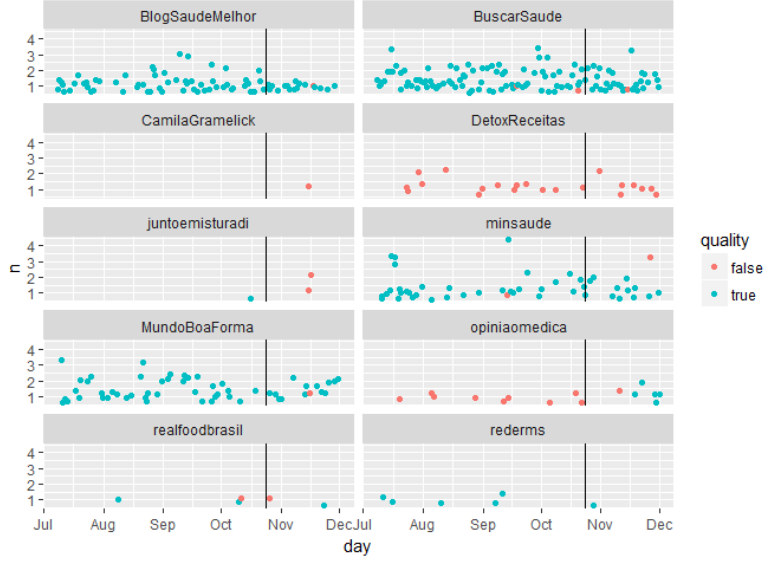 BlogSaudeMelhor BuscarSaude
4
3
2
1
CamilaGramelick DetoxReceitas
4
3
2
1
juntoemisturadi minsaude
4
3
2
1
MundoBoaForma opiniaomedica
4
3
2
1
realfoodbrasil rederms
4
3
2
1
Jul Aug Sep Oct Nov Dec Jul Aug Sep Oct Nov Dec
day
n
quality
false
true